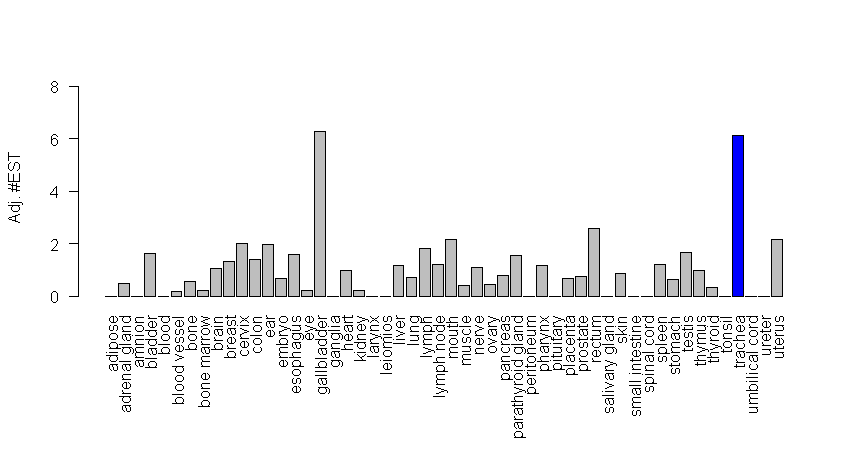 8
6
4
2
0
Adj. #EST
adipose
adrenal gland
amnion
bladder
blood
blood vessel
bone
bone marrow
brain
breast
cervix
colon
ear
embryo
esophagus
eye
gallbladder
ganglia
heart
kidney
larynx
leiomios
liver
lung
lymph
lymph node
mouth
muscle
nerve
ovary
pancreas
parathyroid gland
peritoneum
pharynx
pituitary
placenta
prostate
rectum
salivary gland
skin
small intestine
spinal cord
spleen
stomach
testis
thymus
thyroid
tonsil
trachea
umbilical cord
ureter
uterus